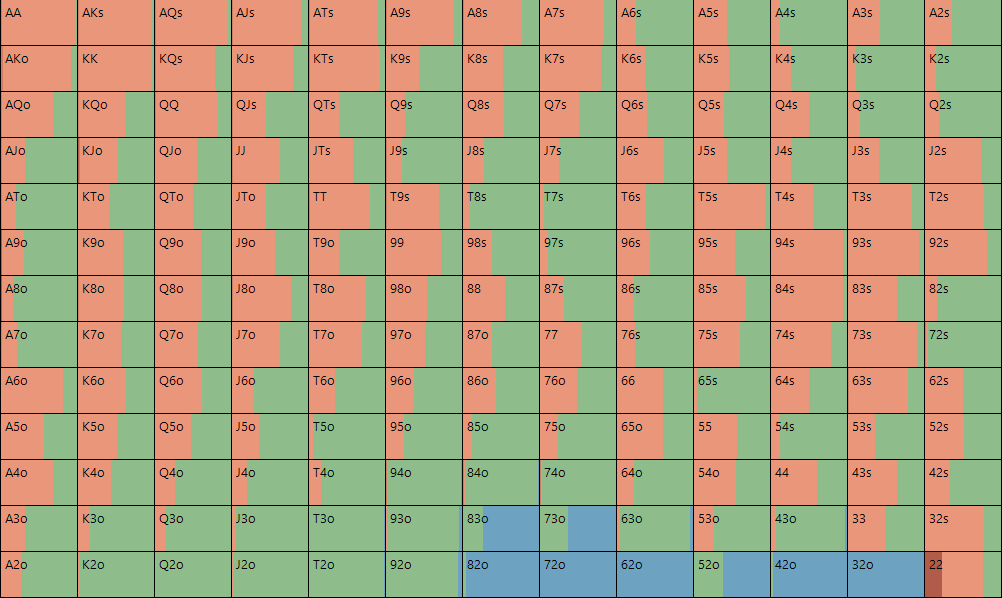 AA AKs AQs AJs ATs A9s A8s A7s A6s A5s A4s A3s A2s
AKo KK KQs KJs KTs K9s K8s K7s K6s K5s K4s K3s K2s
AQo KQo QQ QJs QTs Q9s Q8s Q7s Q6s Q5s Q4s Q3s Q2s
AJo KJo QJo JJ JTs J9s J8s J7s J6s J5s J4s J3s J2s
ATo KTo QTo JTo TT T9s T8s T7s T6s T5s T4s T3s T2s
A9o K9o Q9o J9o T9o 99 98s 97s 96s 95s 94s 93s 92s
A8o K8o Q8o J8o T8o 98o 88 87s 86s 85s 84s 83s 82s
A7o K7o Q7o J7o T7o 97o 87o 77 76s 75s 74s 73s 72s
A6o K6o Q6o J6o T6o 96o 86o 76o 66 65s 64s 63s 62s
A5o K5o Q5o J5o T5o 95o 85o 75o 65o 55 54s 53s 52s
A4o K4o Q4o J4o T4o 94o 84o 74o 64o 54o 44 43s 42s
A3o K3o Q3o J3o T3o 93o 83o 73o 63o 53o 43o 33 32s
A2o K2o Q2o J2o T2o 92o 82o 72o 62o 52o 42o 32o 22